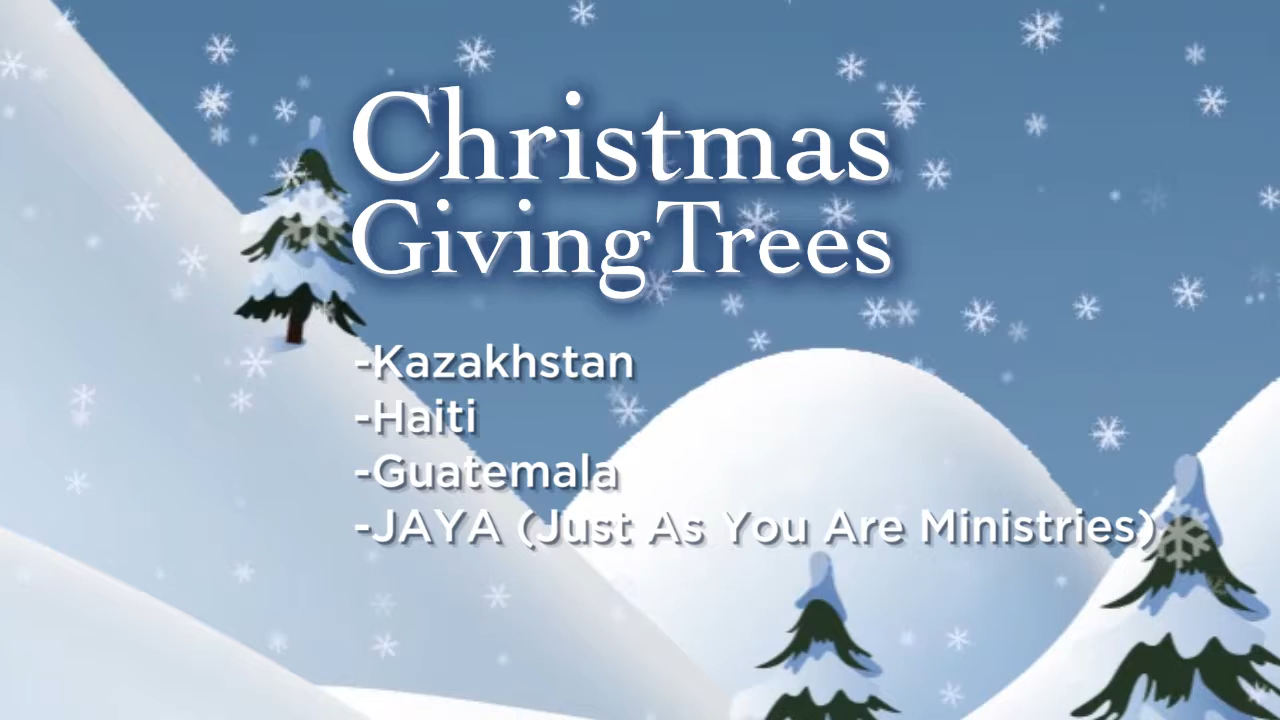 Christmas
Giving Trees
-Kazakhstan
-Haiti
-Guatemala
-JAYA (Just As You Are Ministries)